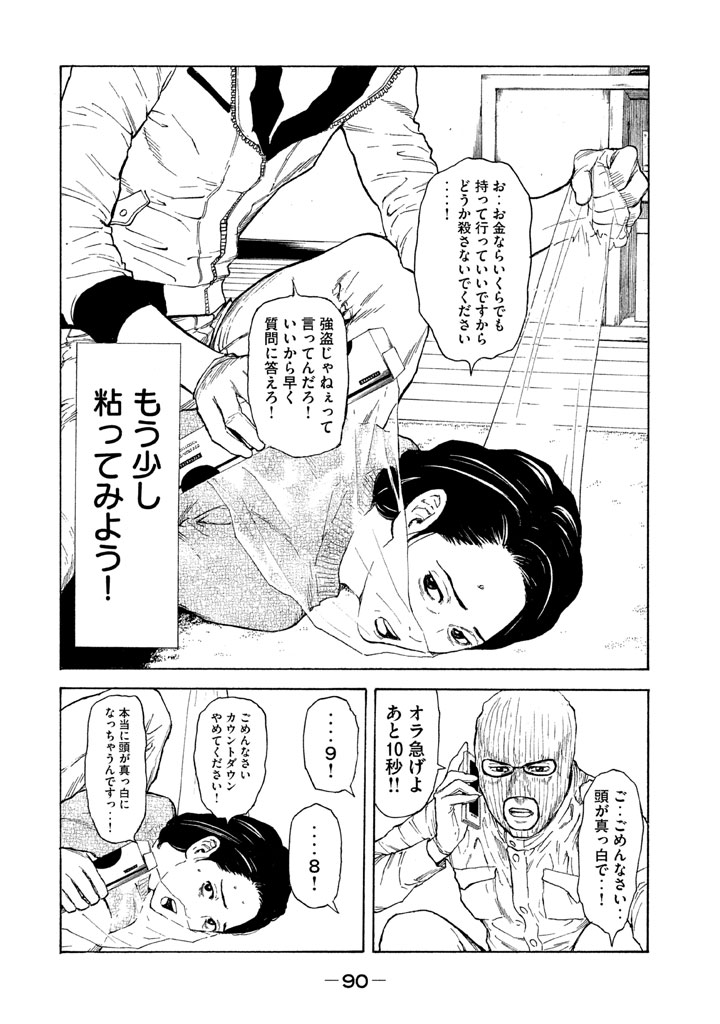 お‥お金ならいくらでも
持って行っていいですから
どうか殺さないでください
‥‥!
強盗じゃねぇって
言ってんだろ!
いいから早く
質問に答えろ!
もう少し
粘ってみよう!
ご‥ごめんなさい‥
頭が真っ白で‥!
オラ急げよ
あと10秒!!
‥‥9!
‥‥8!
ごめんなさい
カウントダウン
やめてください!
本当に頭が真っ白に
なっちゃうんですっ‥!
—90—